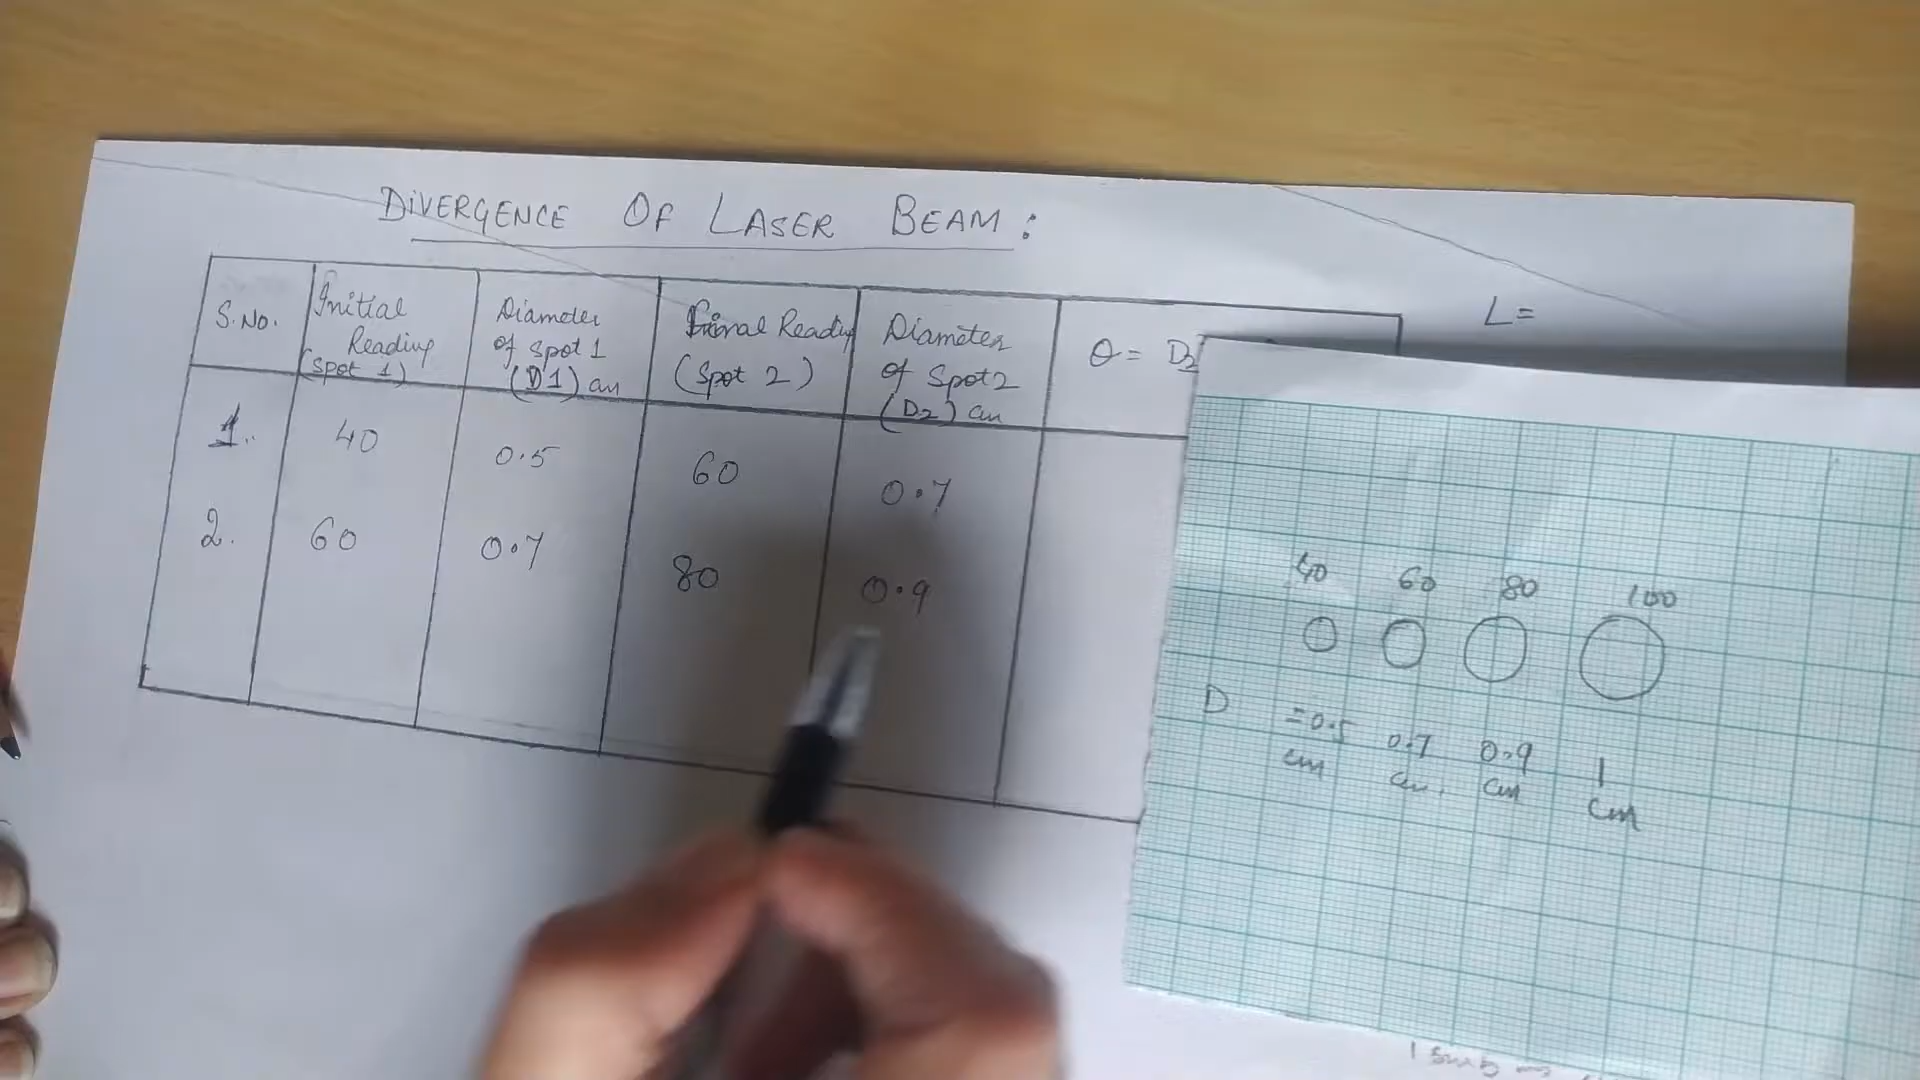 DIVERGENCE OF LASER BEAM:
S.No.
Initial
Reading
(Spot 1)
Diameter
of Spot 1
(D1) cm
Final Reading
(Spot 2)
Diameter
of Spot 2
(D2) cm
θ = D2
L=
1.
40
0.5
60
0.7
2.
60
0.7
80
0.9
40 60 80 100
D = 0.5 0.7 0.9 1
cm cm. cm cm